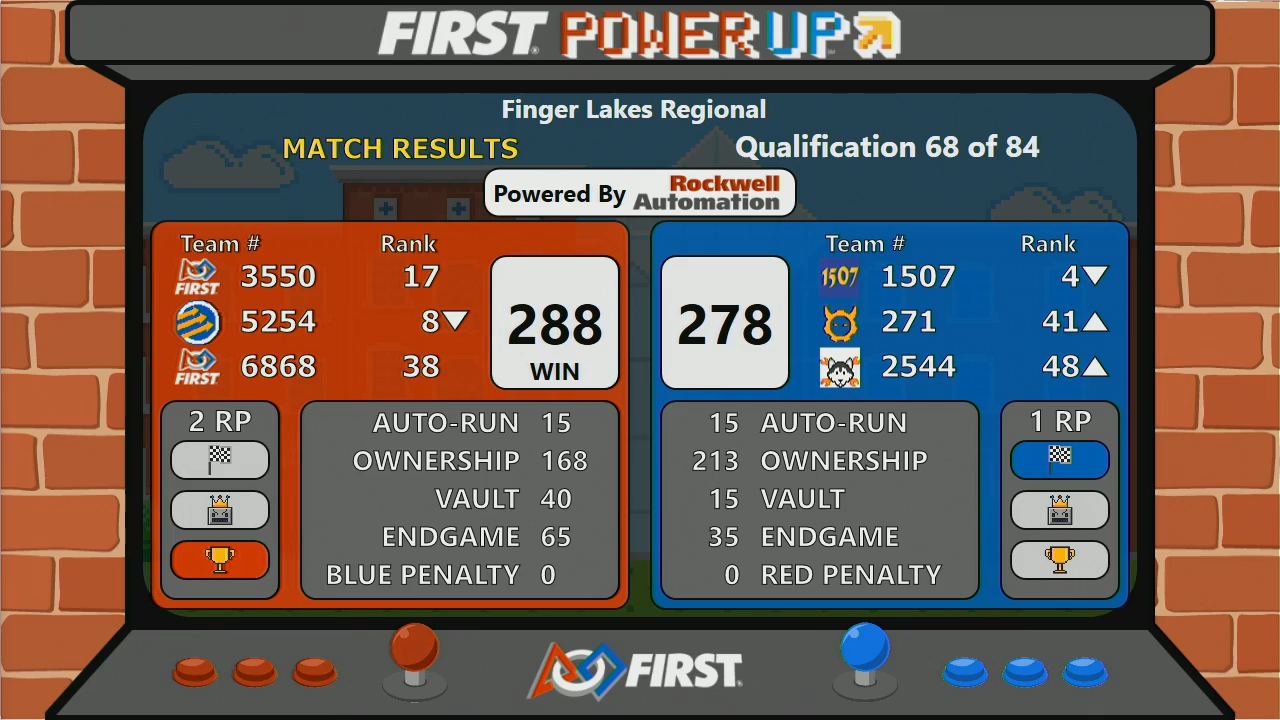 FIRST POWER UP
Finger Lakes Regional
MATCH RESULTS
Qualification 68 of 84
Powered By Rockwell Automation
Team # Rank
FIRST 3550 17
5254 8
FIRST 6868 38
288
WIN
278
Team # Rank
1507 1507 4
271 41
2544 48
2 RP
AUTO-RUN 15
OWNERSHIP 168
VAULT 40
ENDGAME 65
BLUE PENALTY 0
15 AUTO-RUN
213 OWNERSHIP
15 VAULT
35 ENDGAME
0 RED PENALTY
1 RP
FIRST